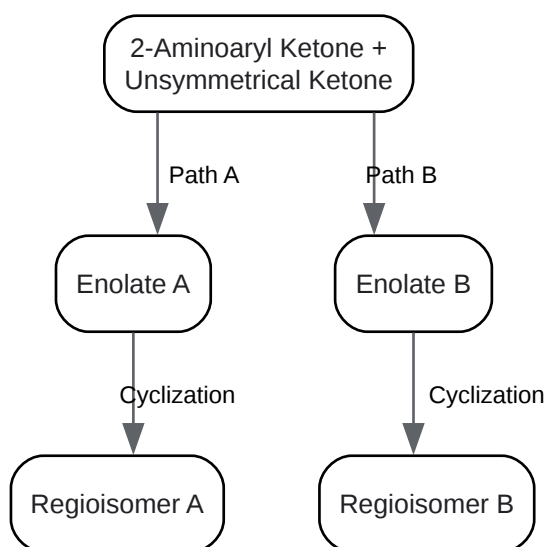 2-Aminoaryl Ketone +
Unsymmetrical Ketone
Path A
Path B
Enolate A
Enolate B
Cyclization
Cyclization
Regioisomer A
Regioisomer B